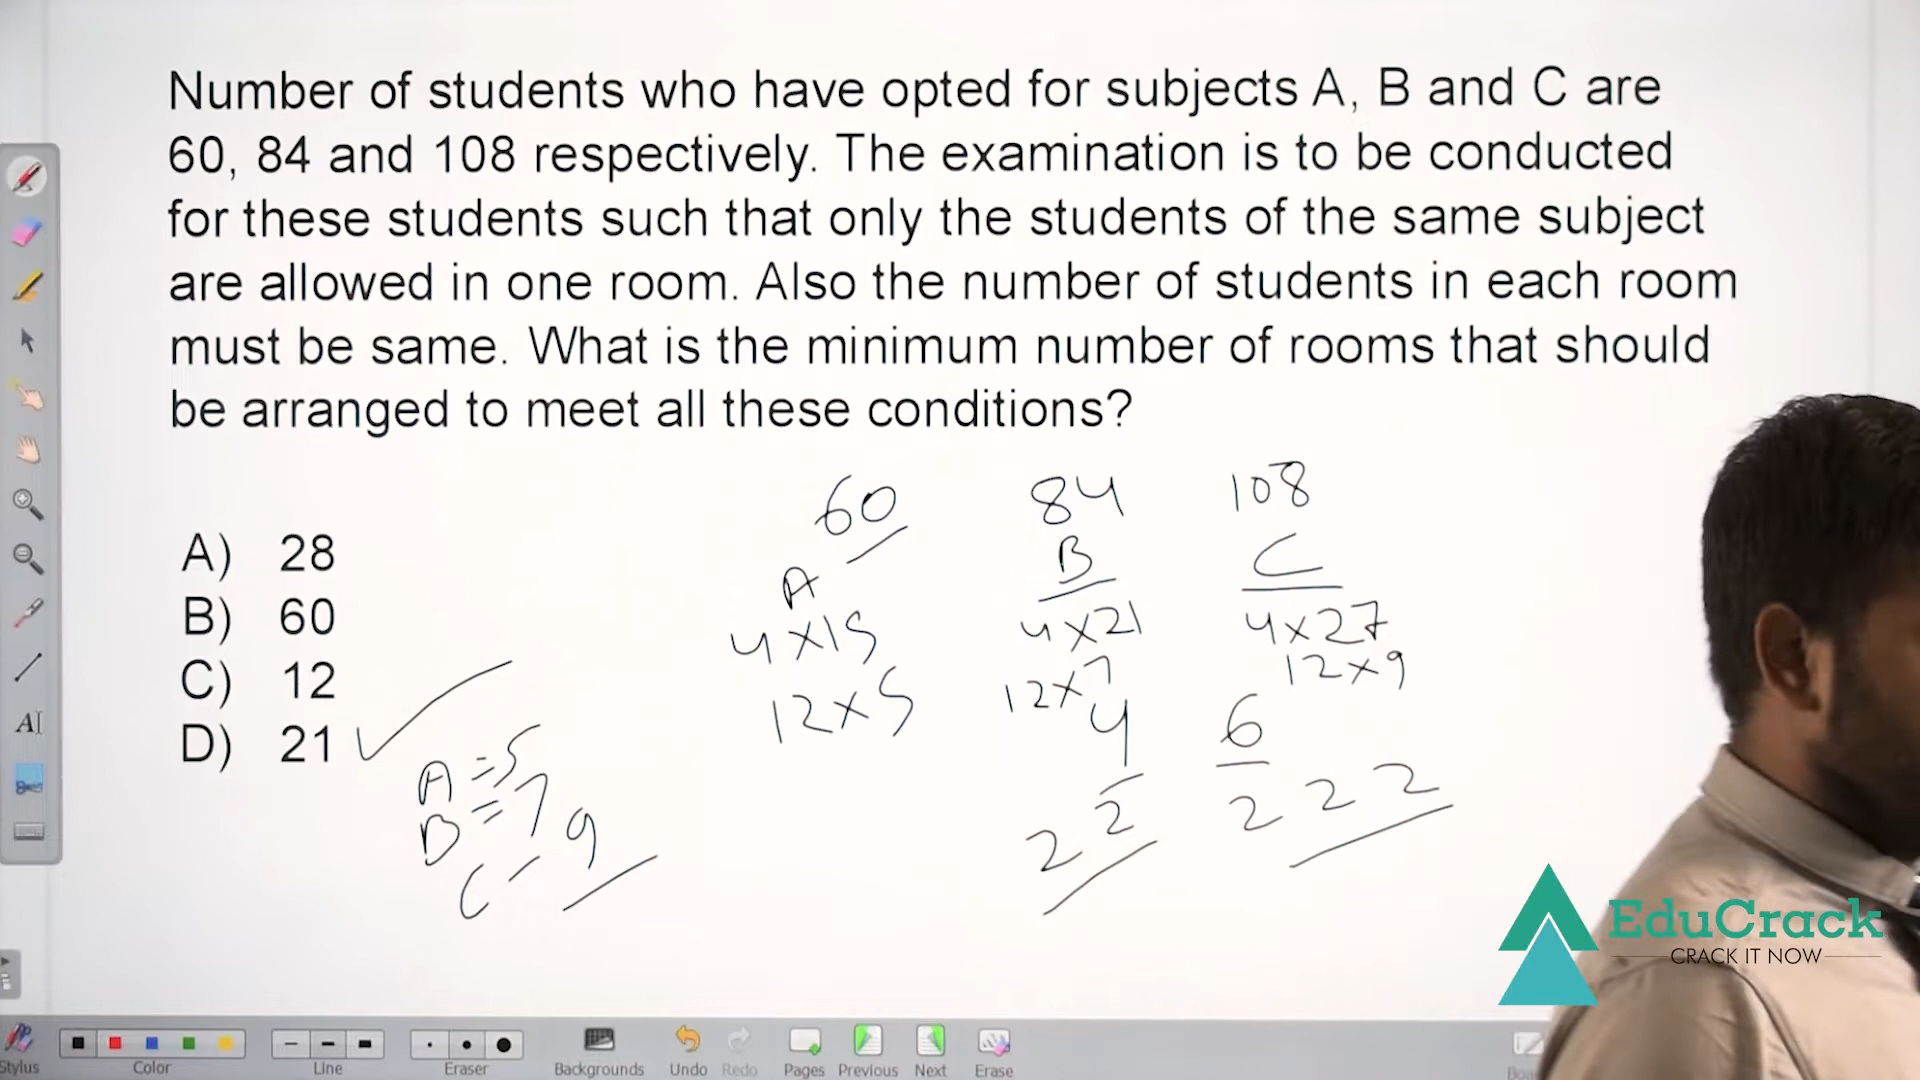 Number of students who have opted for subjects A, B and C are
60, 84 and 108 respectively. The examination is to be conducted
for these students such that only the students of the same subject
are allowed in one room. Also the number of students in each room
must be same. What is the minimum number of rooms that should
be arranged to meet all these conditions?
A) 28
B) 60
C) 12
D) 21
60 84 108
A B C
4×15 4×21 4×27
12×5 12×7 12×9
4 6
2 2 2 2 2
A = 5
B = 7
C - 9
EduCrack
CRACK IT NOW
AI
Stylus
Color
Line
Eraser
Backgrounds
Undo
Redo
Pages
Previous
Next
Erase